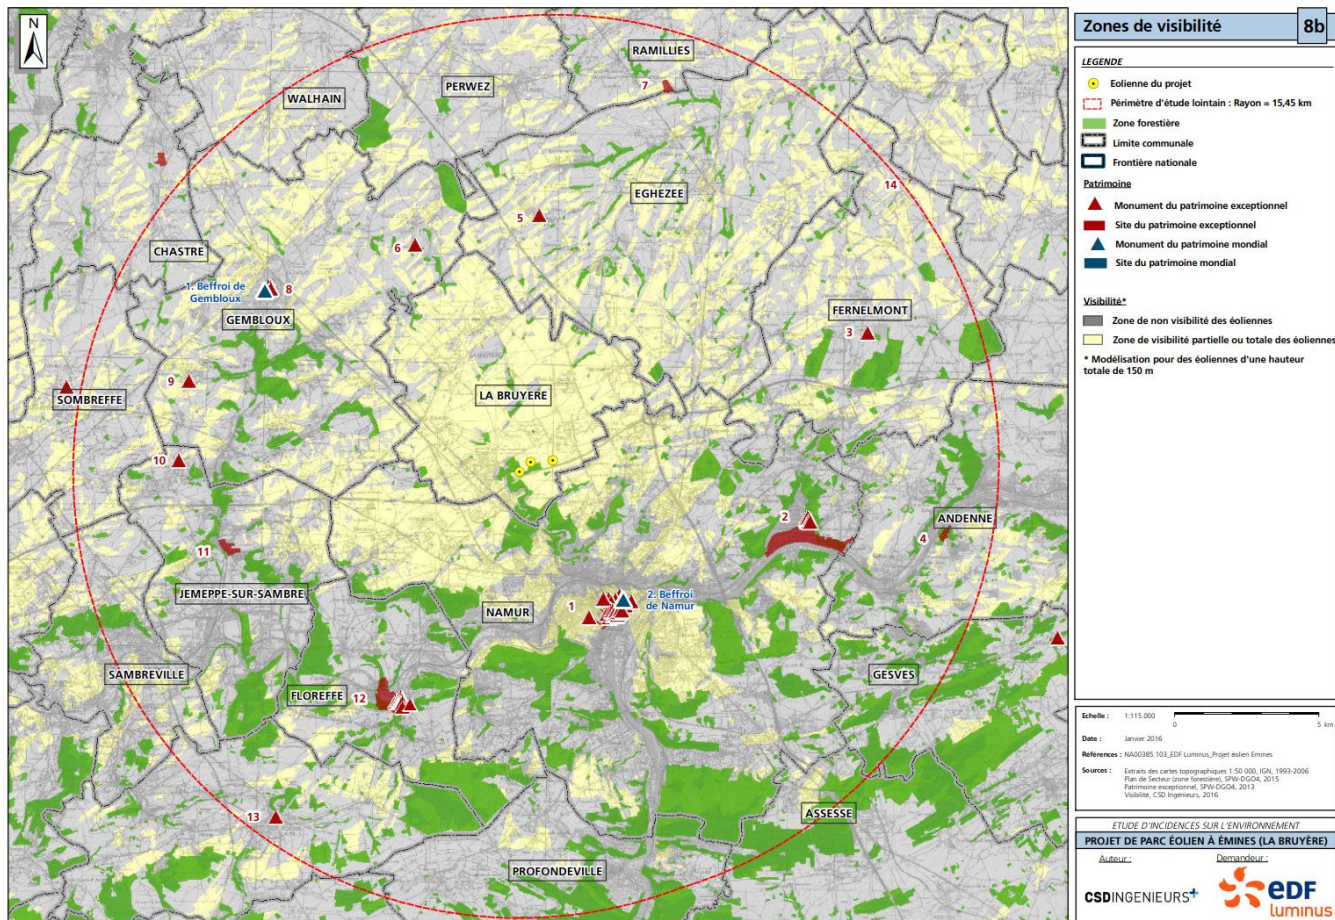 N
RAMILLIES
PERWEZ
7
WALHAIN
EGHEZEE
14
5
6
CHASTRE
1. Beffroi de
Gembloux
8
GEMBLOUX
FERNELMONT
3
9
SOMBREFFE
LA BRUYERE
10
2
ANDENNE
4
11
JEMEPPE-SUR-SAMBRE
NAMUR
1
2. Beffroi
de Namur
SAMBREVILLE
GESVES
FLOREFFE
12
13
ASSESSE
PROFONDEVILLE
Zones de visibilité
8b
LEGENDE
Eolienne du projet
Périmètre d'étude lointain : Rayon = 15,45 km
Zone forestière
Limite communale
Frontière nationale
Patrimoine
Monument du patrimoine exceptionnel
Site du patrimoine exceptionnel
Monument du patrimoine mondial
Site du patrimoine mondial
Visibilité*
Zone de non visibilité des éoliennes
Zone de visibilité partielle ou totale des éoliennes
* Modélisation pour des éoliennes d'une hauteur
totale de 150 m
Echelle : 1:115.000 0 5 km
Date : Janvier 2016
Références : NA00385.103_EDF Luminus_Projet éolien Emines
Sources : Extraits des cartes topographiques 1:50 000, IGN, 1993-2006
Plan de Secteur (zone forestière), SPW-DGO4, 2015
Patrimoine exceptionnel, SPW-DGO4, 2013
Visibilité, CSD Ingénieurs, 2016
ETUDE D'INCIDENCES SUR L'ENVIRONNEMENT
PROJET DE PARC ÉOLIEN À ÉMINES (LA BRUYÈRE)
Auteur : Demandeur :
CSDINGENIEURS+
edf
luminus